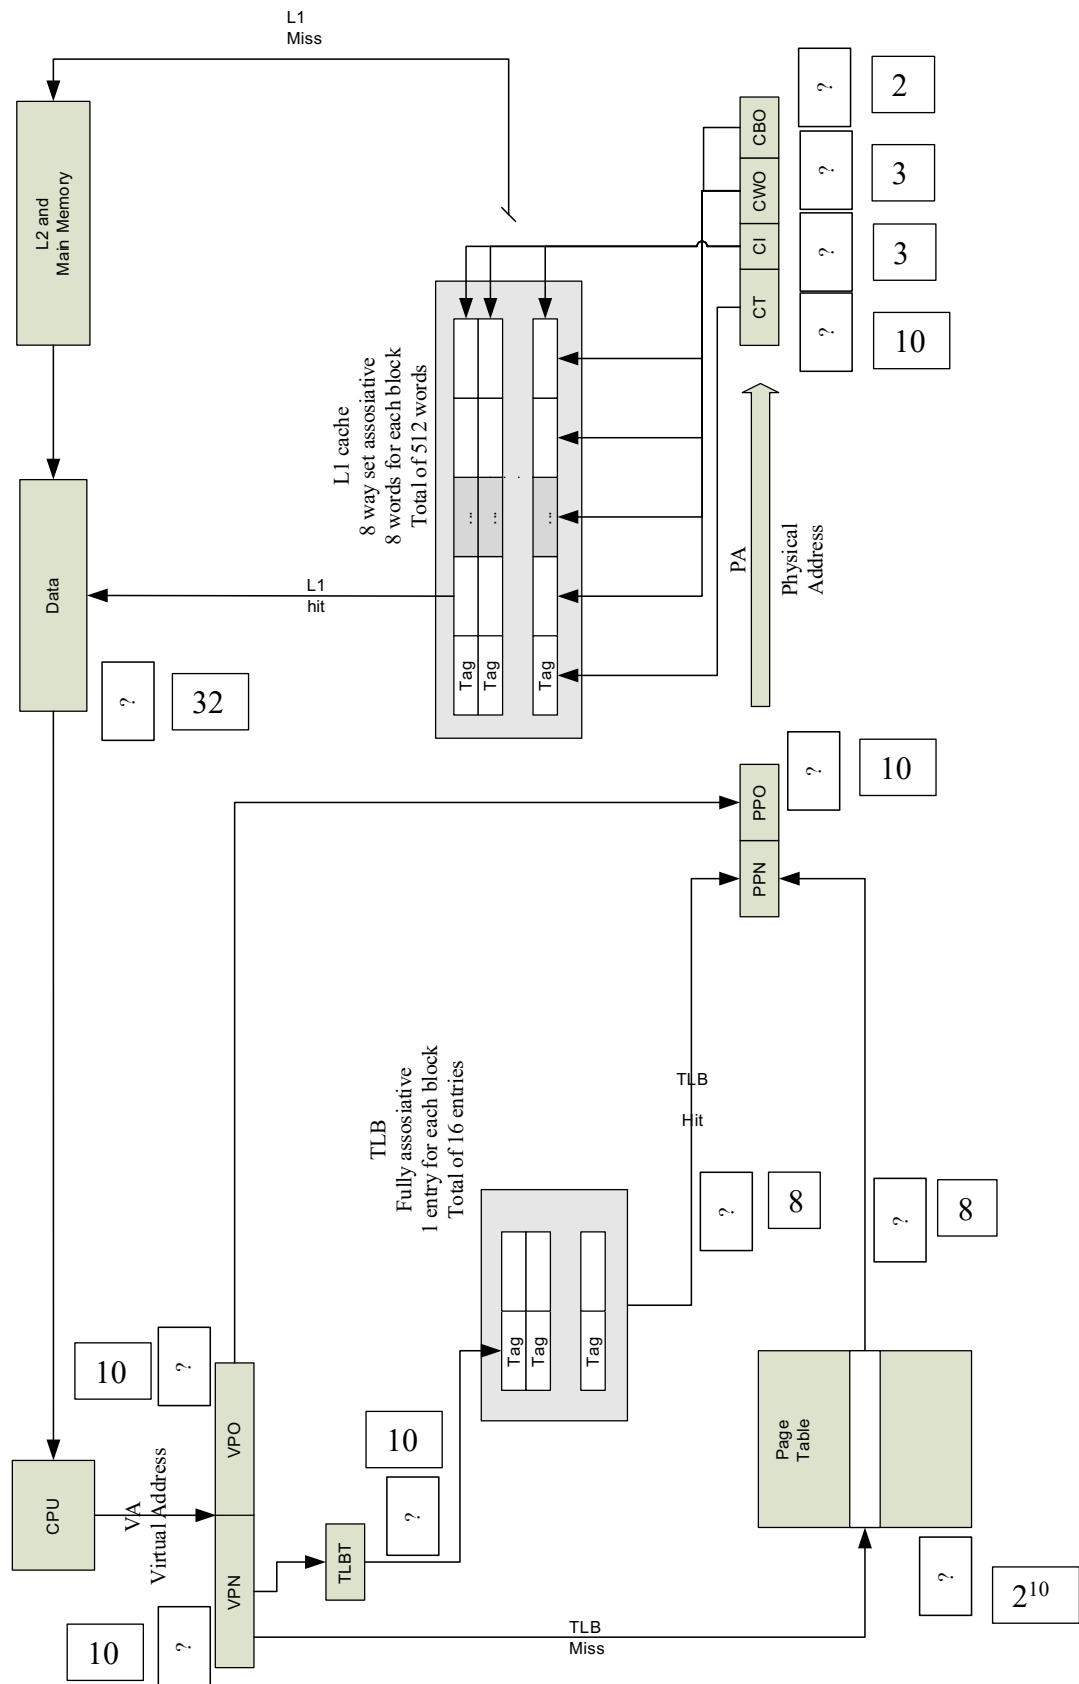 CPU
VA
Virtual Address
10
?
VPN
VPO
10
?
TLBT
10
?
TLB
Fully assosiative
1 entry for each block
Total of 16 entries
Tag
Tag
Tag
TLB
Miss
Page
Table
?
2¹⁰
TLB
Hit
?
8
?
8
PPN
PPO
?
10
PA
Physical
Address
CT
CI
CWO
CBO
?
10
?
3
?
3
?
2
L1 cache
8 way set assosiative
8 words for each block
Total of 512 words
Tag
...
Tag
...
Tag
...
L1
hit
L1
Miss
Data
?
32
L2 and
Main Memory